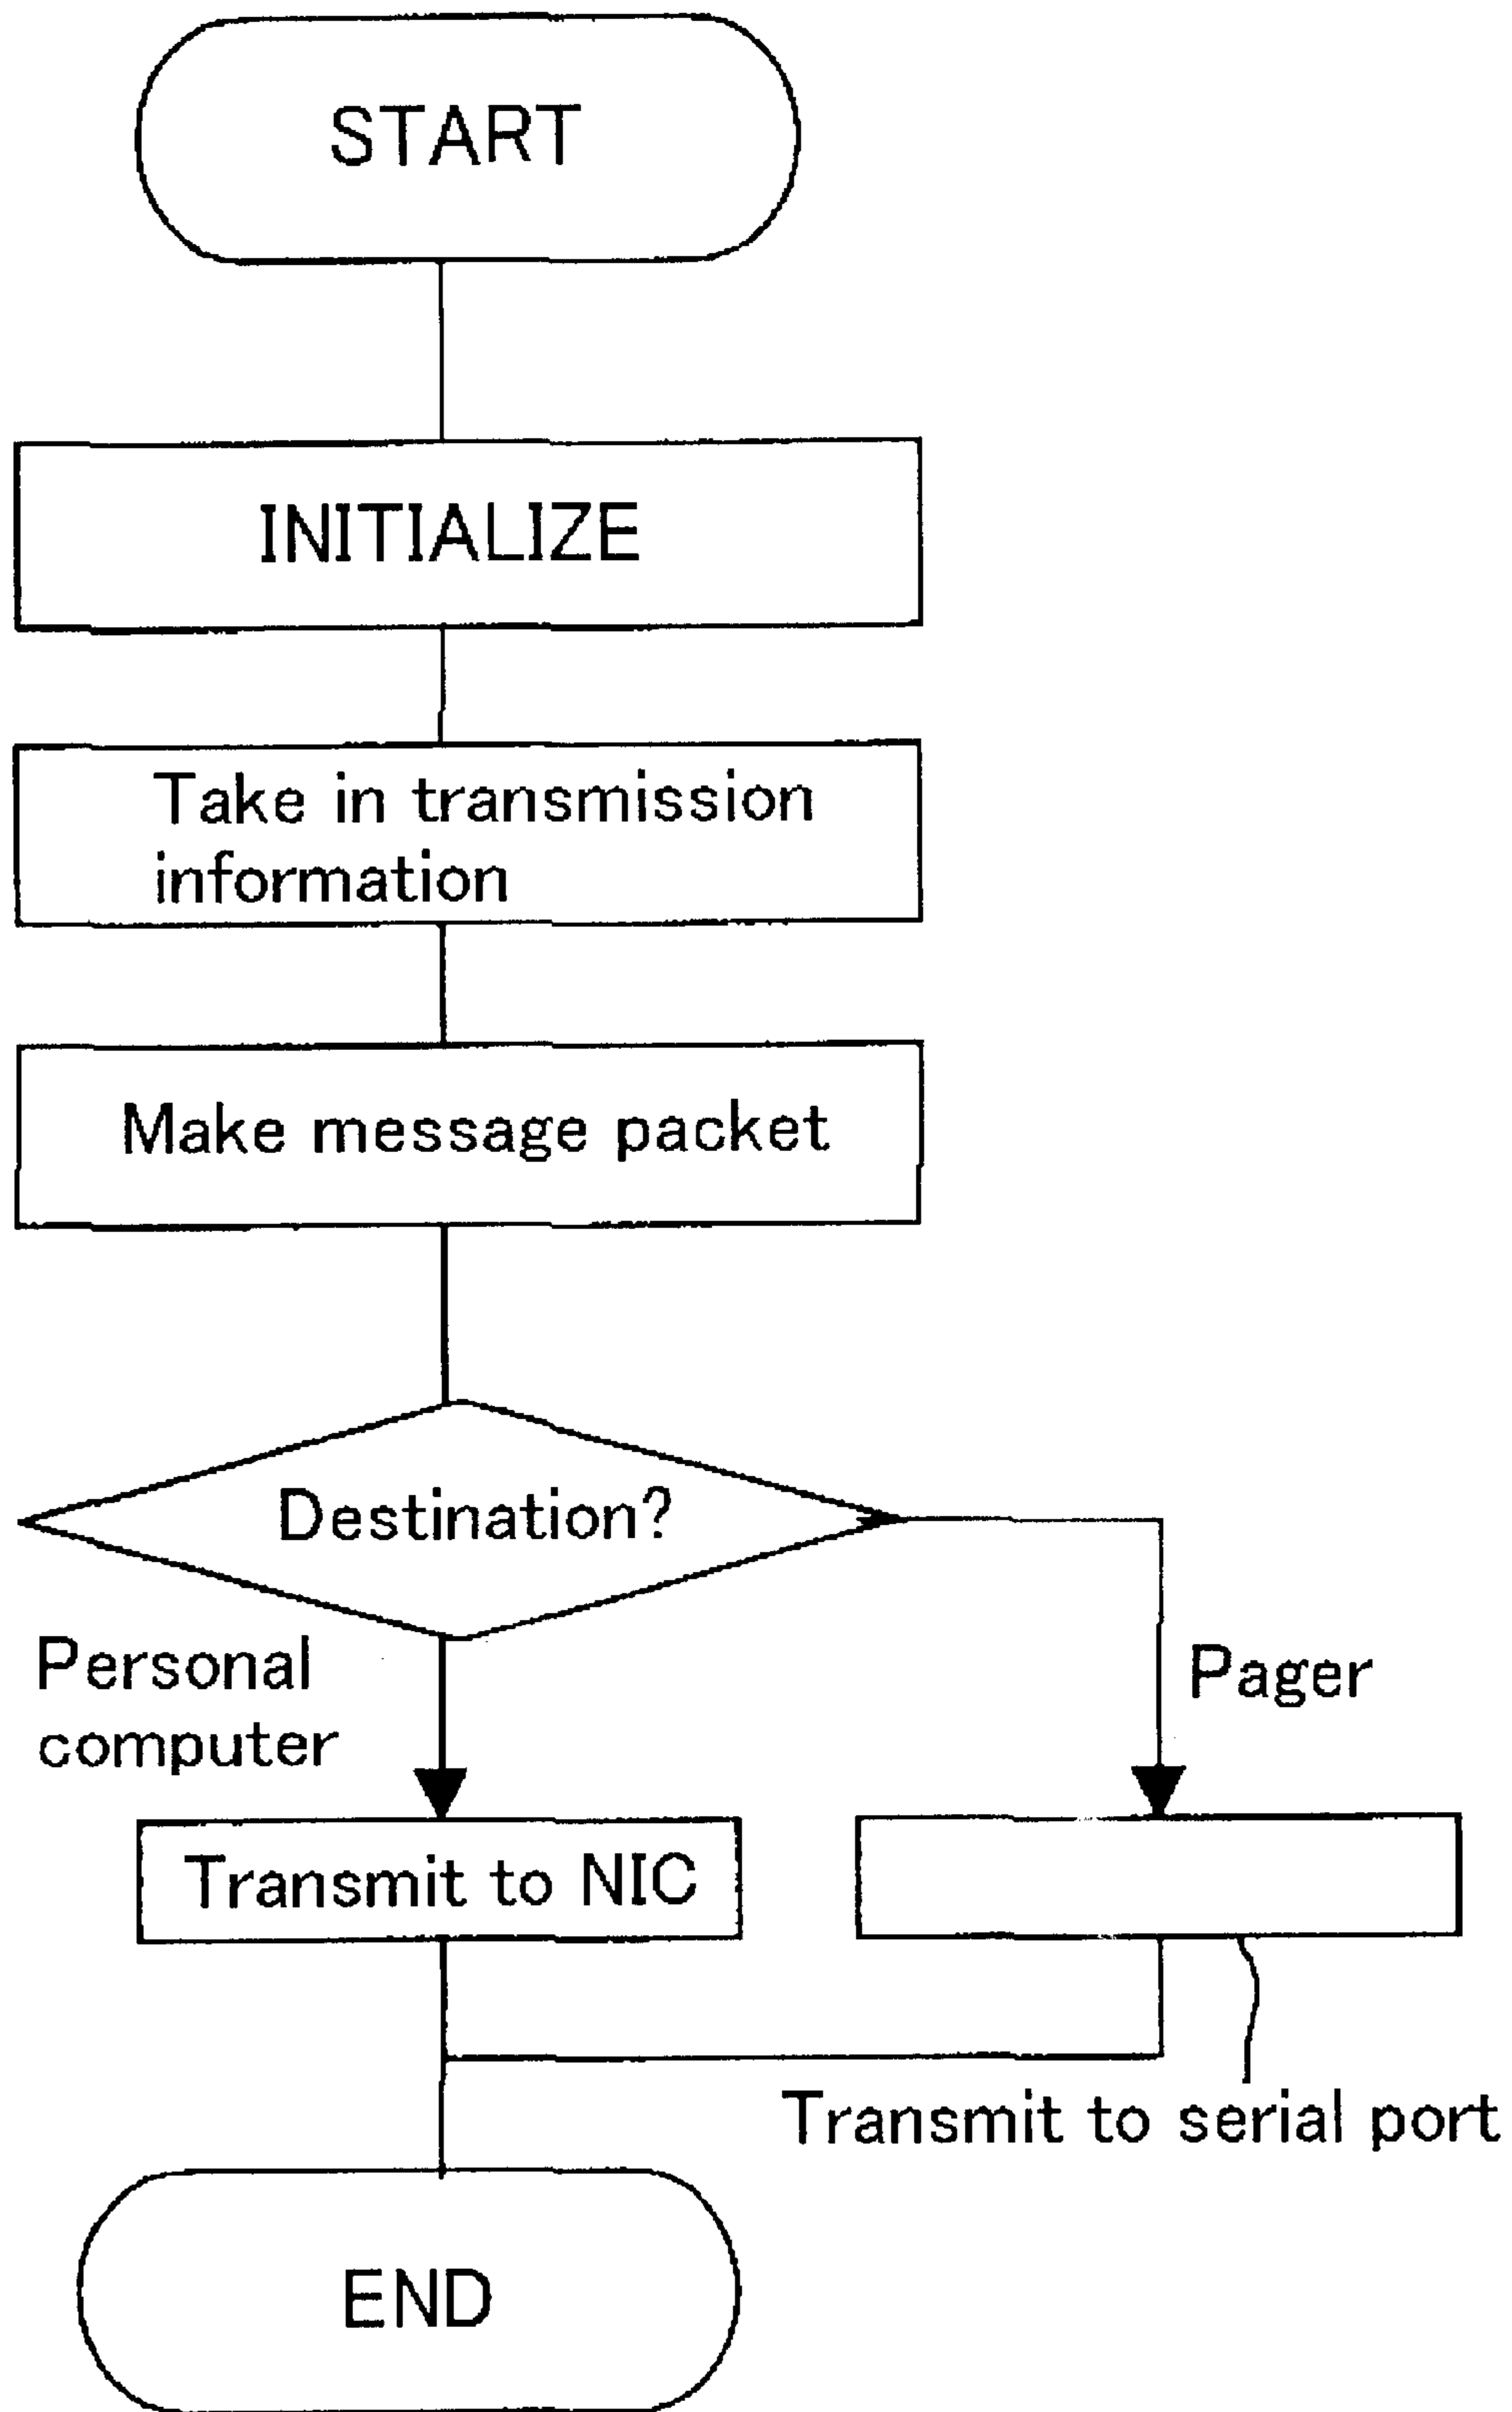 START
INITIALIZE
Take in transmission
information
Make message packet
Destination?
Personal
computer
Pager
Transmit to NIC
Transmit to serial port
END